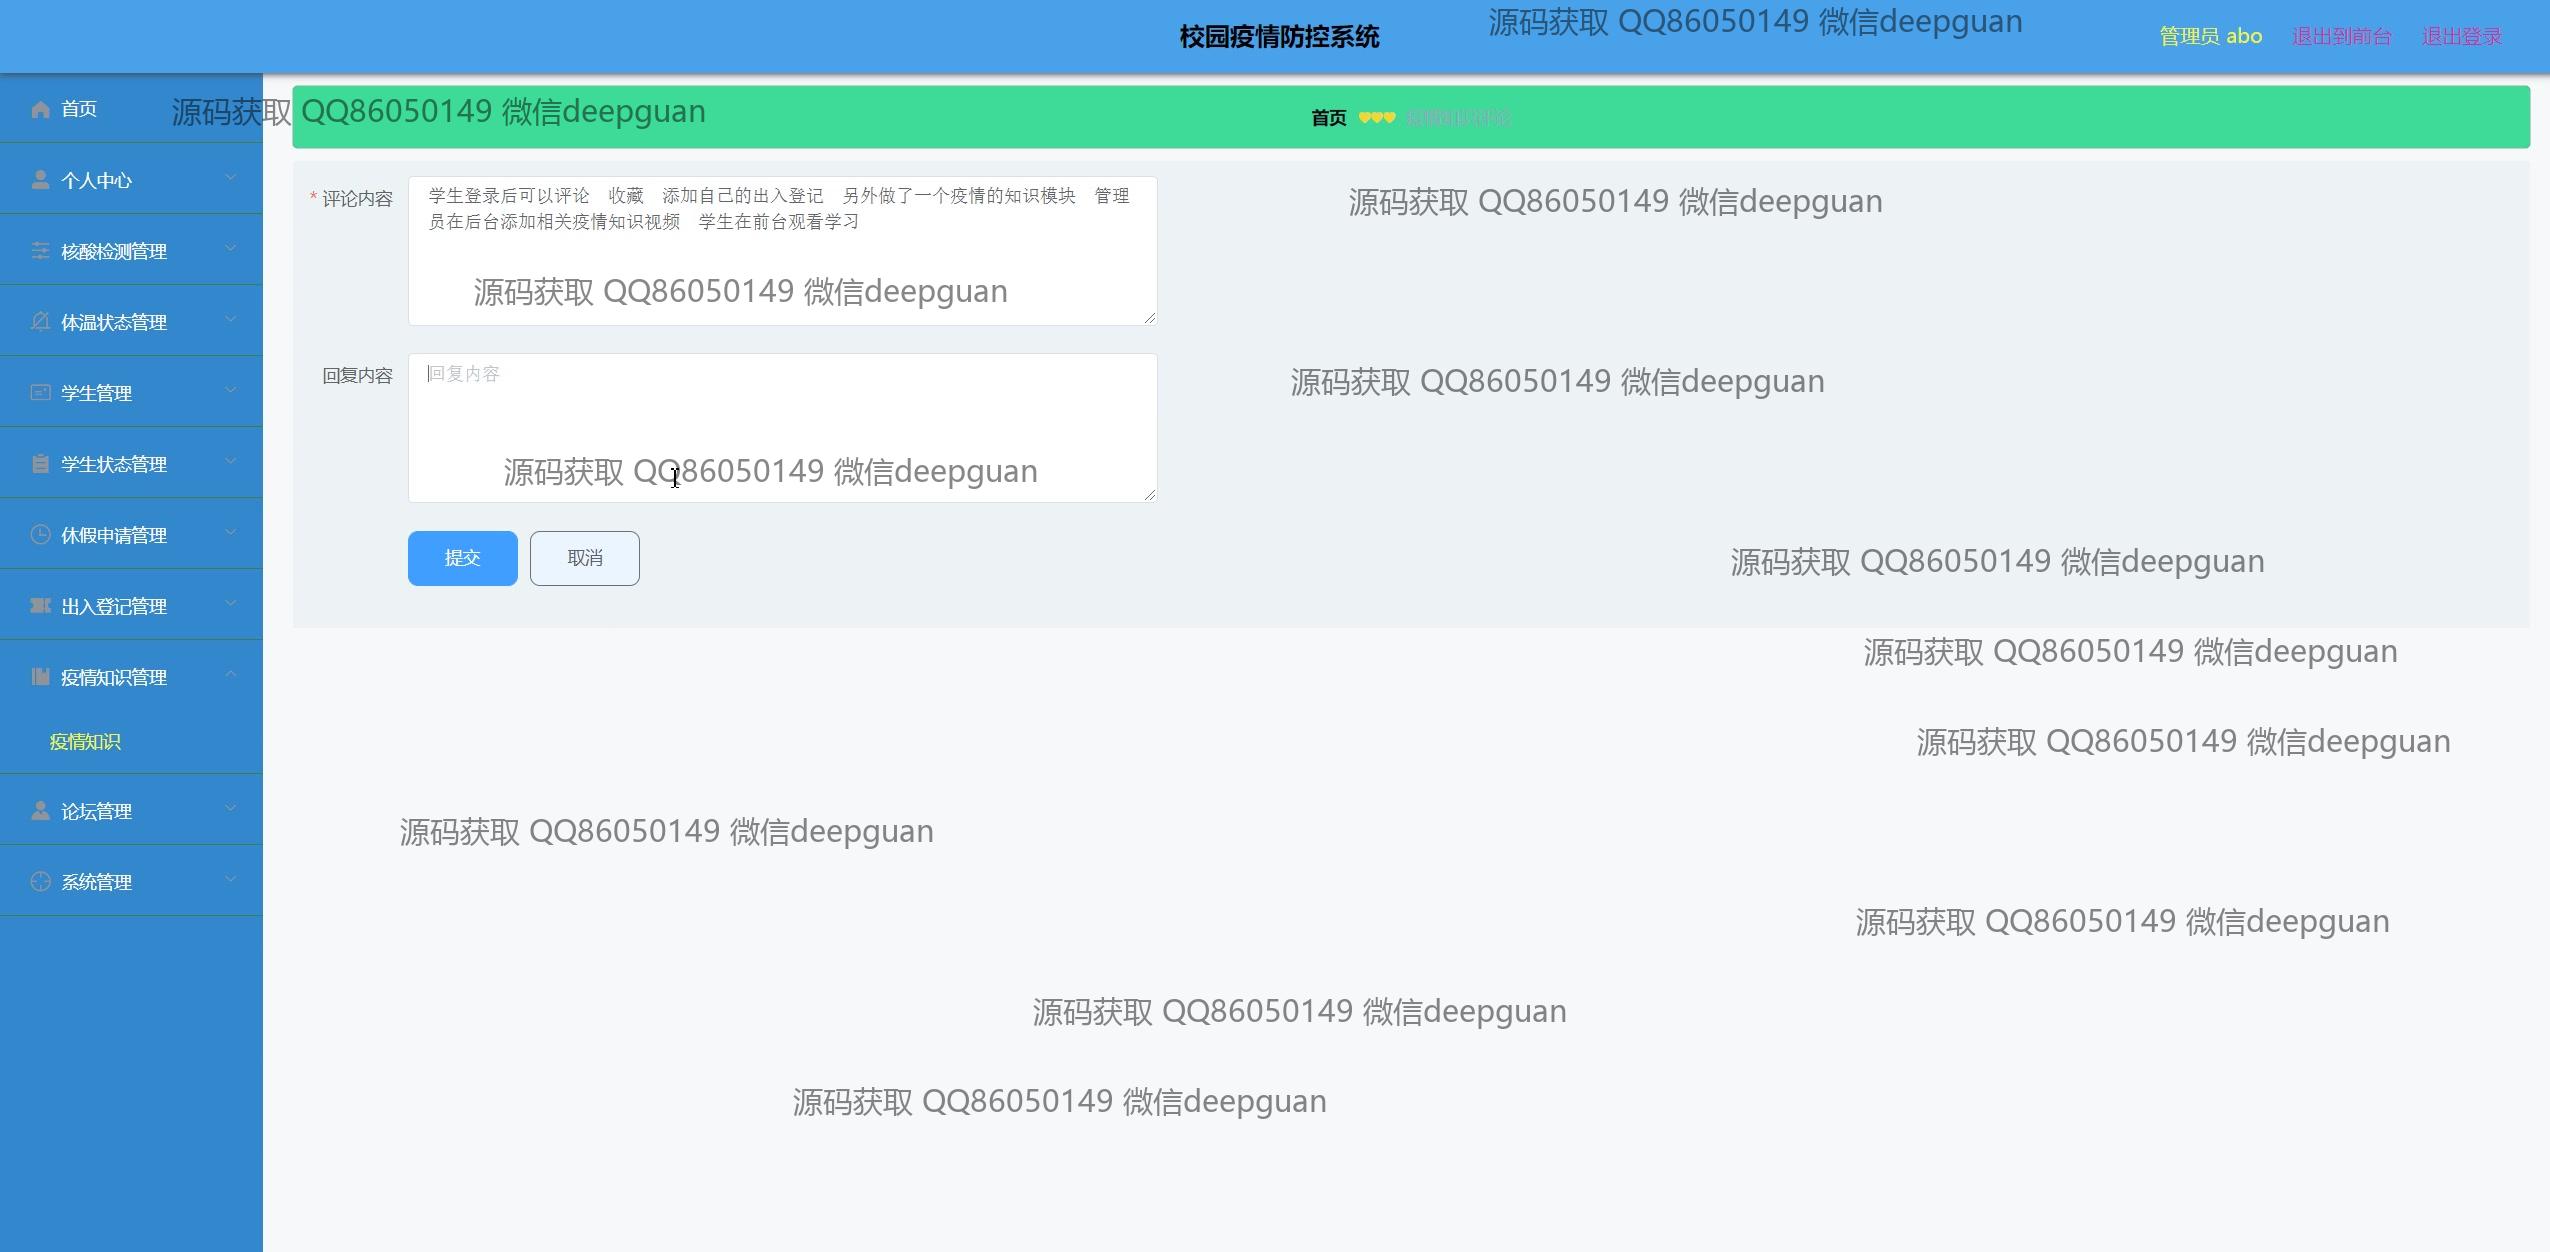 校园疫情防控系统
源码获取 QQ86050149 微信deepguan
管理员 abo
退出到前台
退出登录
首页
源码获取 QQ86050149 微信deepguan
首页
个人中心
核酸检测管理
体温状态管理
学生管理
学生状态管理
休假申请管理
出入登记管理
疫情知识管理
疫情知识
论坛管理
系统管理
* 评论内容
学生登录后可以评论 收藏 添加自己的出入登记 另外做了一个疫情的知识模块 管理
员在后台添加相关疫情知识视频 学生在前台观看学习
源码获取 QQ86050149 微信deepguan
源码获取 QQ86050149 微信deepguan
回复内容
回复内容
源码获取 QQ86050149 微信deepguan
源码获取 QQ86050149 微信deepguan
提交
取消
源码获取 QQ86050149 微信deepguan
源码获取 QQ86050149 微信deepguan
源码获取 QQ86050149 微信deepguan
源码获取 QQ86050149 微信deepguan
源码获取 QQ86050149 微信deepguan
源码获取 QQ86050149 微信deepguan
源码获取 QQ86050149 微信deepguan